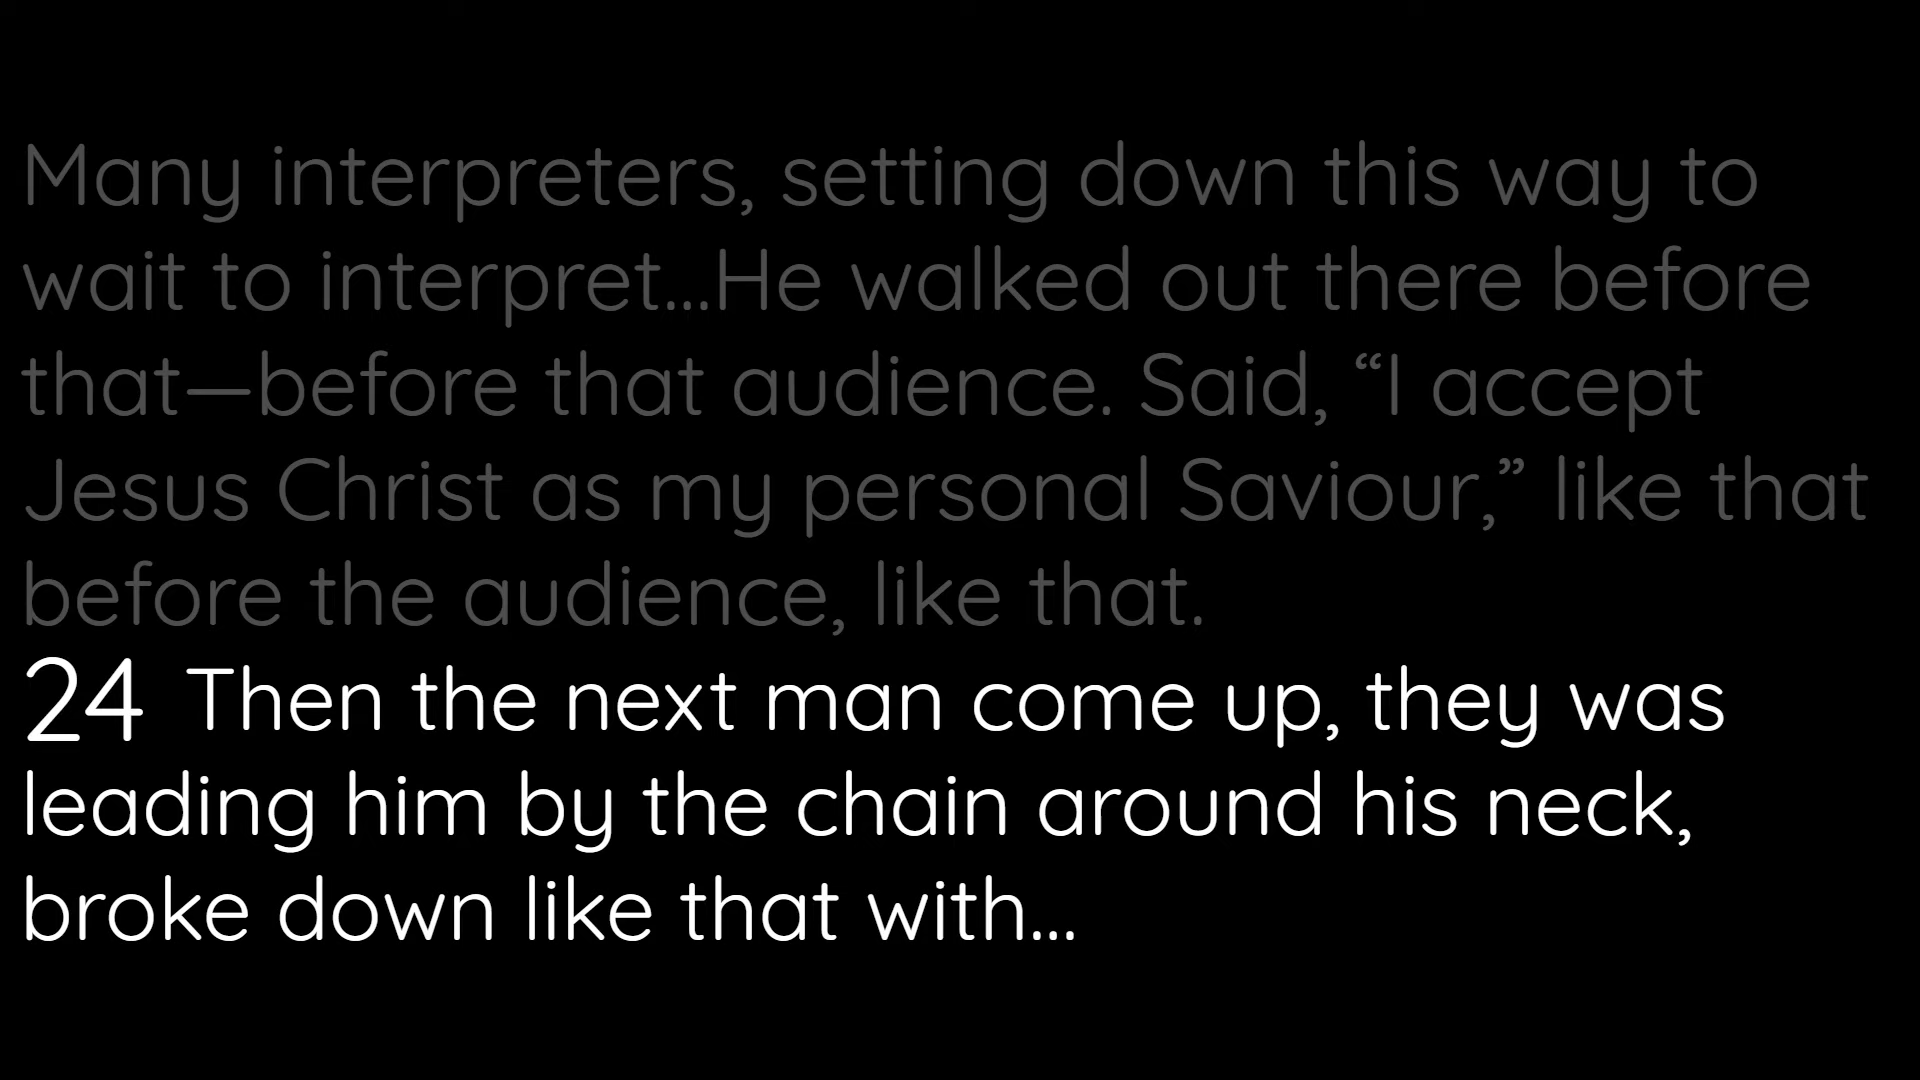 Many interpreters, setting down this way to
wait to interpret...He walked out there before
that—before that audience. Said, “I accept
Jesus Christ as my personal Saviour,” like that
before the audience, like that.
24 Then the next man come up, they was
leading him by the chain around his neck,
broke down like that with...